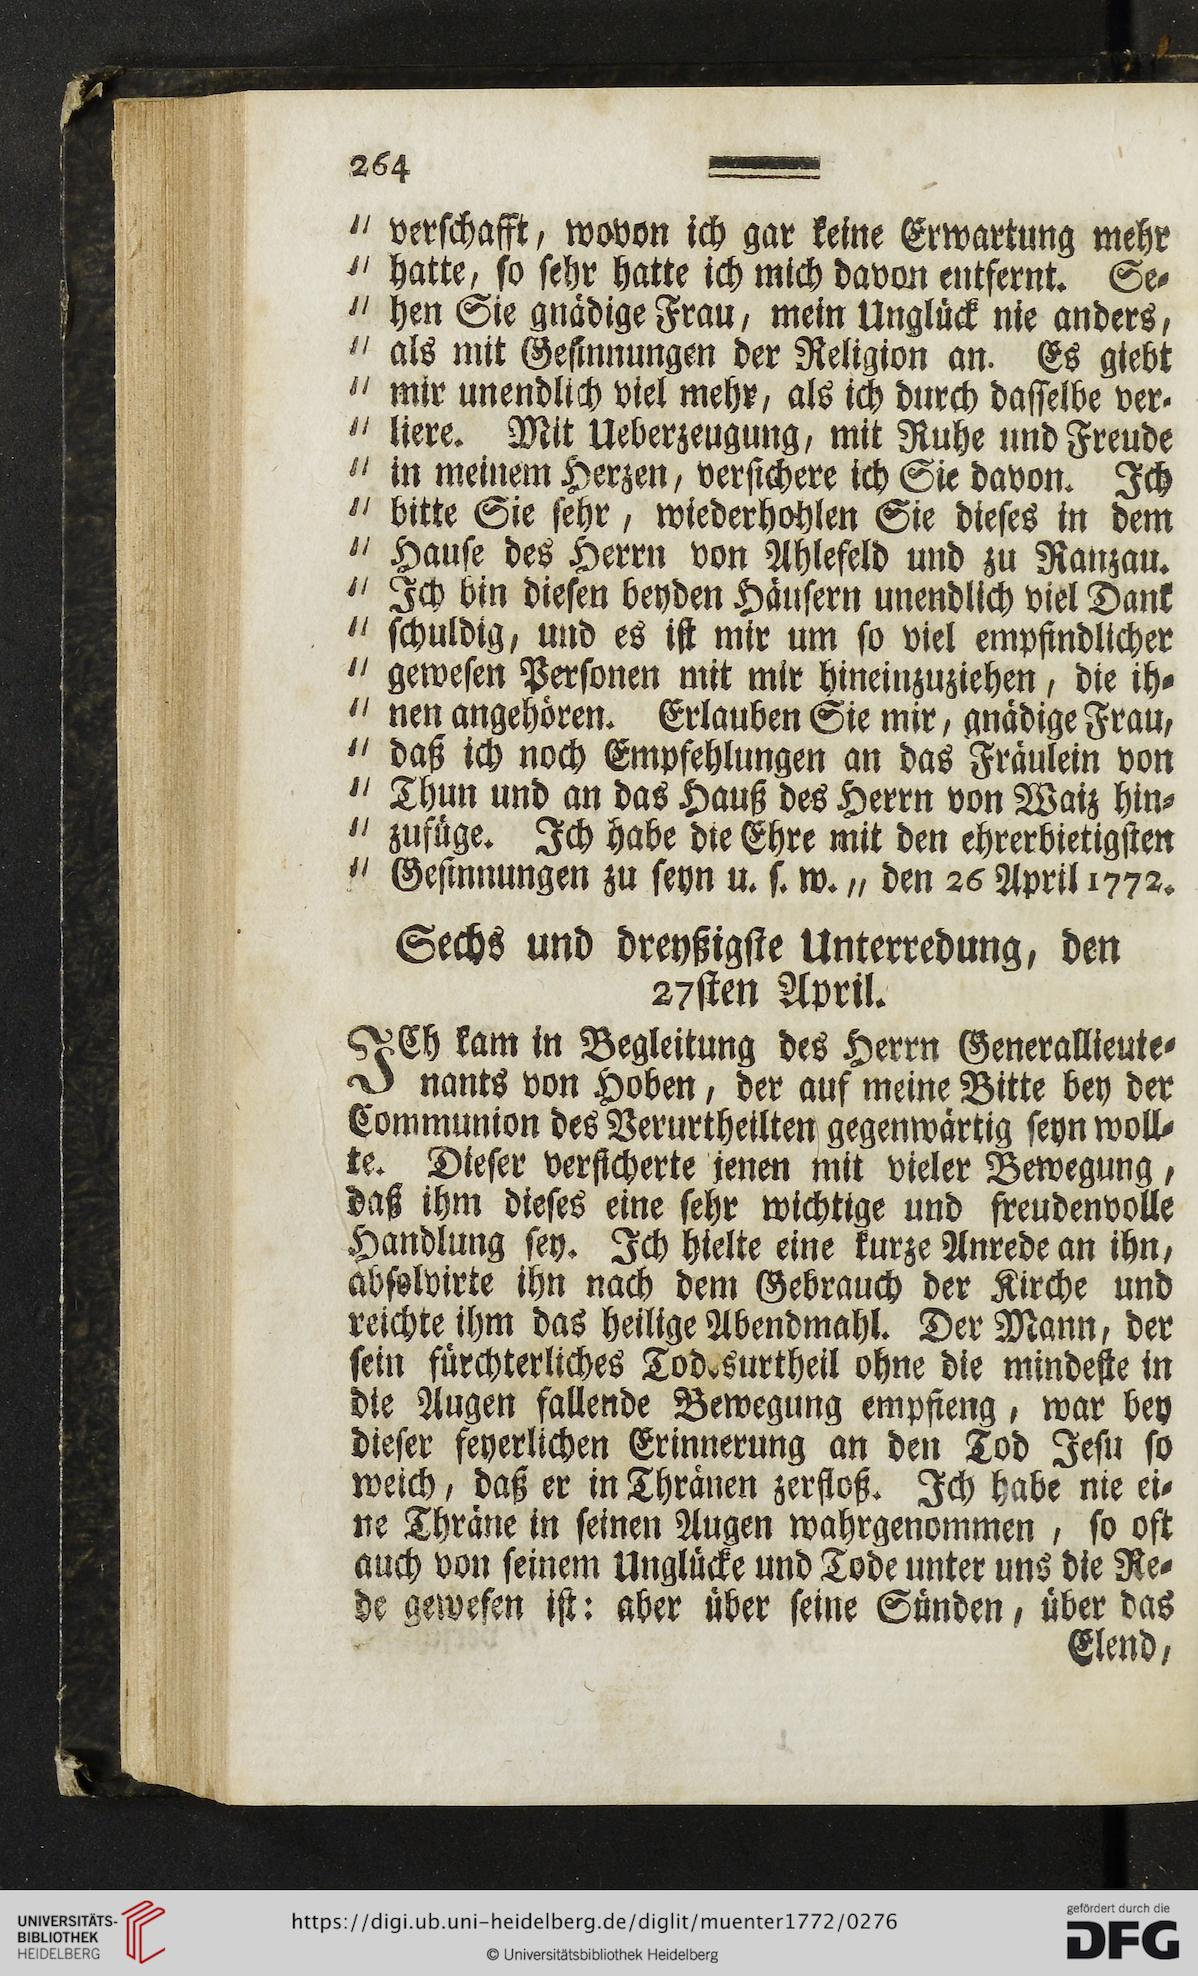 264
" verschafft, wovon ich gar keine Erwartung mehr
" hatte, so sehr hatte ich mich davon entfernt. Se-
" hen Sie gnädige Frau, mein Unglück nie anders,
" als mit Gesinnungen der Religion an. Es giebt
" mir unendlich viel mehr, als ich durch dasselbe ver-
" liere. Mit Ueberzeugung, mit Ruhe und Freude
" in meinem Herzen, versichere ich Sie davon. Ich
" bitte Sie sehr, wiederhohlen Sie dieses in dem
" Hause des Herrn von Ahlefeld und zu Ranzau.
" Ich bin diesen beyden Häusern unendlich viel Dank
" schuldig, und es ist mir um so viel empfindlicher
" gewesen Personen mit mir hineinzuziehen, die ih-
" nen angehören. Erlauben Sie mir, gnädige Frau,
" daß ich noch Empfehlungen an das Fräulein von
" Thun und an das Hauß des Herrn von Waiz hin-
" zufüge. Ich habe die Ehre mit den ehrerbietigsten
" Gesinnungen zu seyn u. s. w. „ den 26 April 1772.
Sechs und dreyßigste Unterredung, den
27sten April.
ICh kam in Begleitung des Herrn Generallieute-
nants von Hoben, der auf meine Bitte bey der
Communion des Verurtheilten gegenwärtig seyn woll-
te. Dieser versicherte jenen mit vieler Bewegung,
daß ihm dieses eine sehr wichtige und freudenvolle
Handlung sey. Ich hielte eine kurze Anrede an ihn,
absolvirte ihn nach dem Gebrauch der Kirche und
reichte ihm das heilige Abendmahl. Der Mann, der
sein fürchterliches Todesurtheil ohne die mindeste in
die Augen fallende Bewegung empfieng, war bey
dieser feyerlichen Erinnerung an den Tod Jesu so
weich, daß er in Thränen zerfloß. Ich habe nie ei-
ne Thräne in seinen Augen wahrgenommen, so oft
auch von seinem Unglücke und Tode unter uns die Re-
de gewesen ist: aber über seine Sünden, über das
Elend,
UNIVERSITÄTS-
BIBLIOTHEK
HEIDELBERG
https://digi.ub.uni-heidelberg.de/diglit/muenter1772/0276
© Universitätsbibliothek Heidelberg
gefördert durch die
DFG